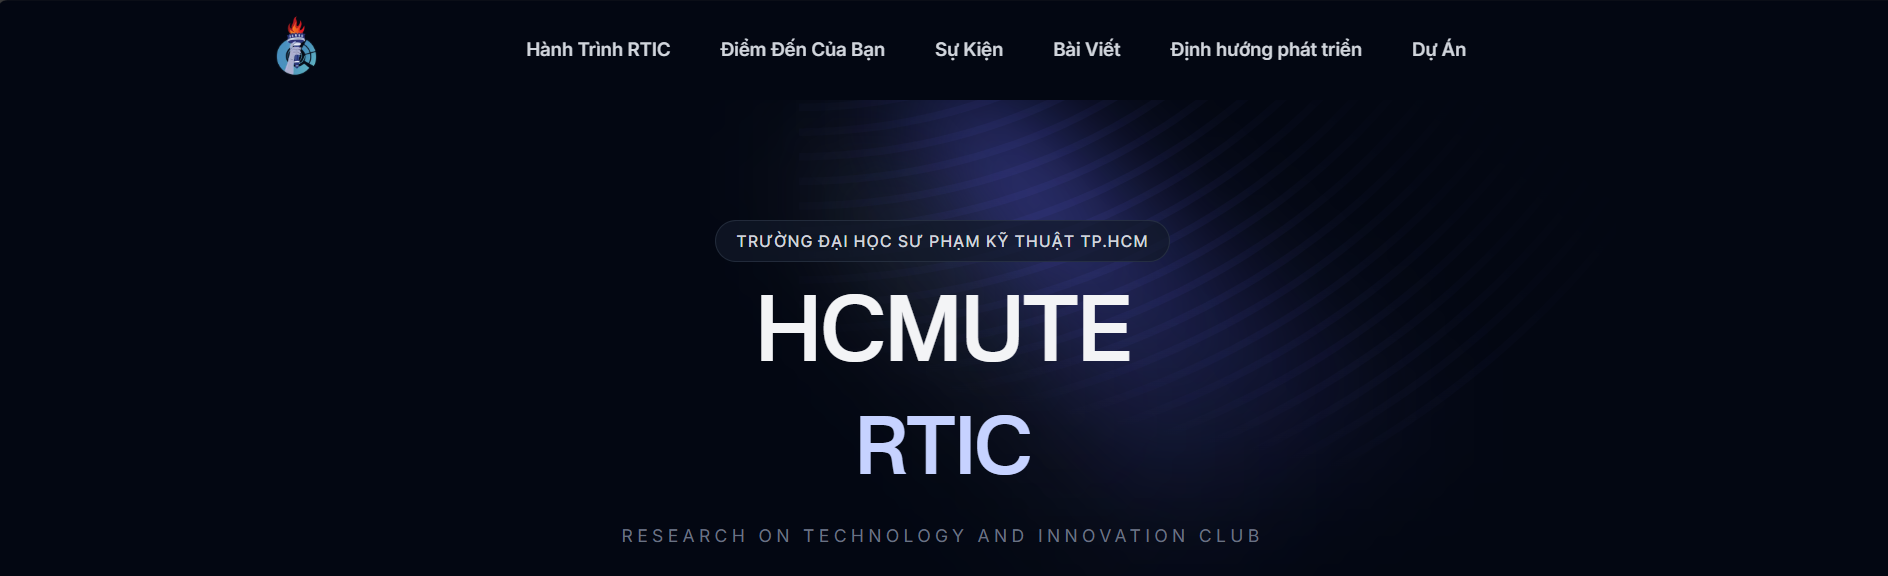 Hành Trình RTIC
Điểm Đến Của Bạn
Sự Kiện
Bài Viết
Định hướng phát triển
Dự Án
TRƯỜNG ĐẠI HỌC SƯ PHẠM KỸ THUẬT TP.HCM
HCMUTE
RTIC
RESEARCH ON TECHNOLOGY AND INNOVATION CLUB